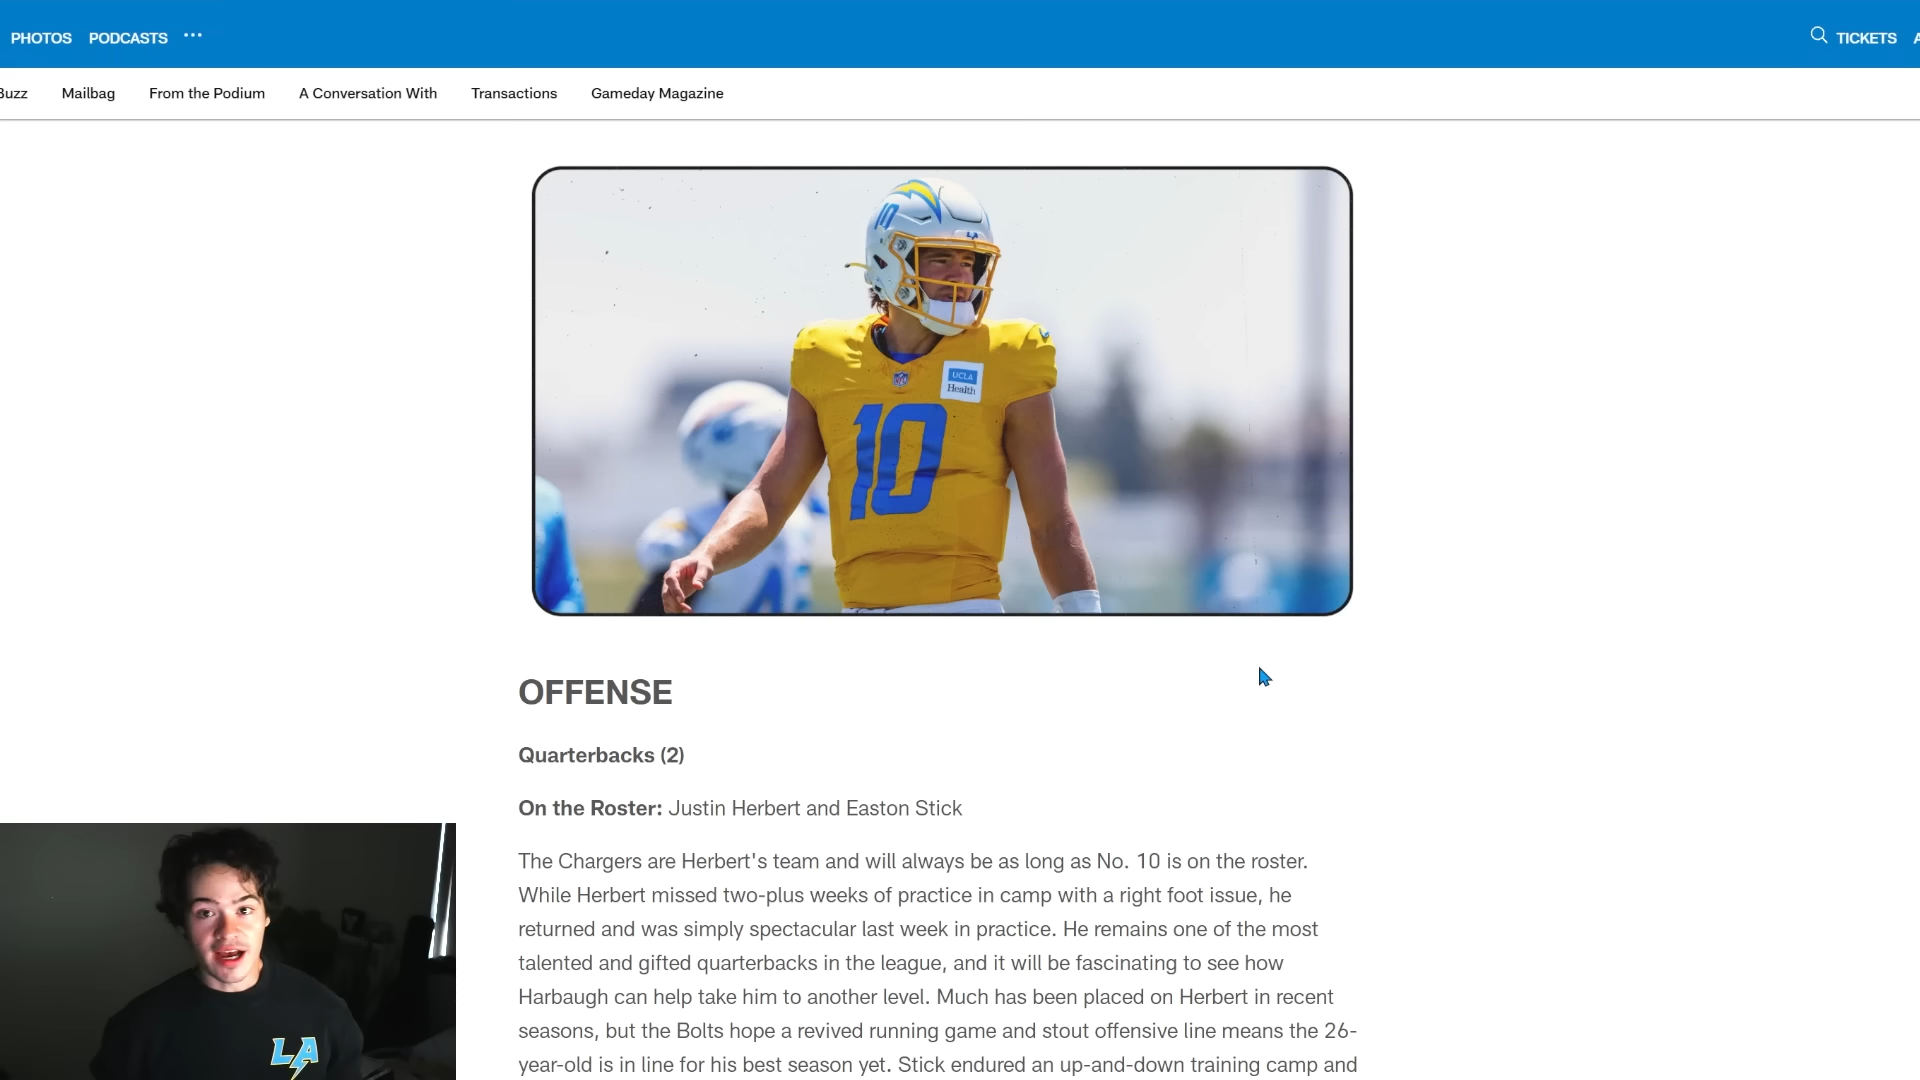 PHOTOS PODCASTS ...
TICKETS
Buzz Mailbag From the Podium A Conversation With Transactions Gameday Magazine
10
LA
UCLA
Health
10
OFFENSE
Quarterbacks (2)
On the Roster: Justin Herbert and Easton Stick
The Chargers are Herbert's team and will always be as long as No. 10 is on the roster.
While Herbert missed two-plus weeks of practice in camp with a right foot issue, he
returned and was simply spectacular last week in practice. He remains one of the most
talented and gifted quarterbacks in the league, and it will be fascinating to see how
Harbaugh can help take him to another level. Much has been placed on Herbert in recent
seasons, but the Bolts hope a revived running game and stout offensive line means the 26-
year-old is in line for his best season yet. Stick endured an up-and-down training camp and
LA